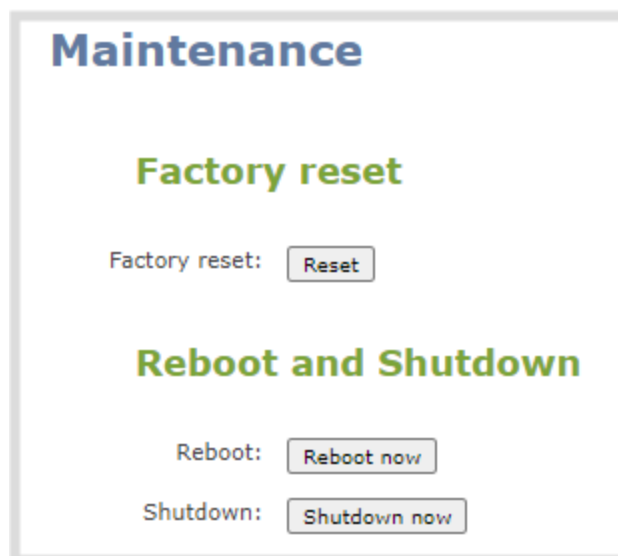 Maintenance
Factory reset
Factory reset: Reset
Reboot and Shutdown
Reboot: Reboot now
Shutdown: Shutdown now